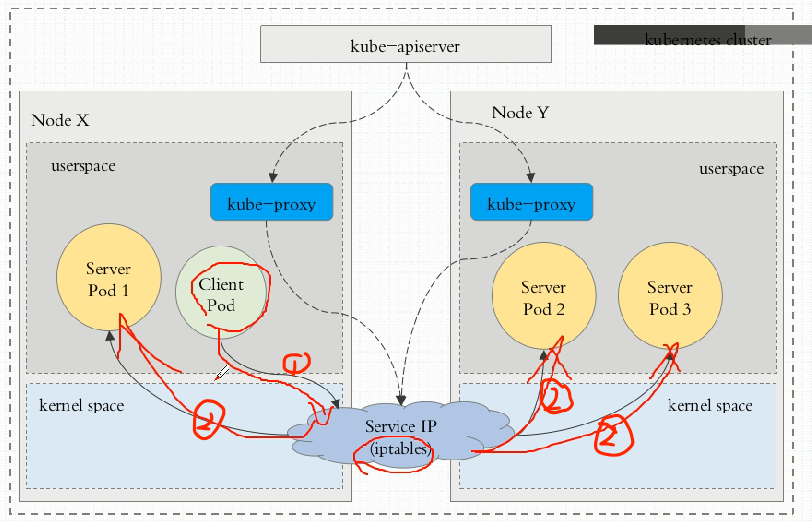 kube-apiserver
kubernetes cluster
Node X
Node Y
userspace
userspace
kube-proxy
kube-proxy
Server
Pod 1
Client
Pod
Server
Pod 2
Server
Pod 3
1
kernel space
2
Service IP
(iptables)
2
2
kernel space